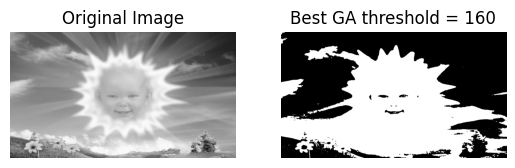 Original Image
Best GA threshold = 160